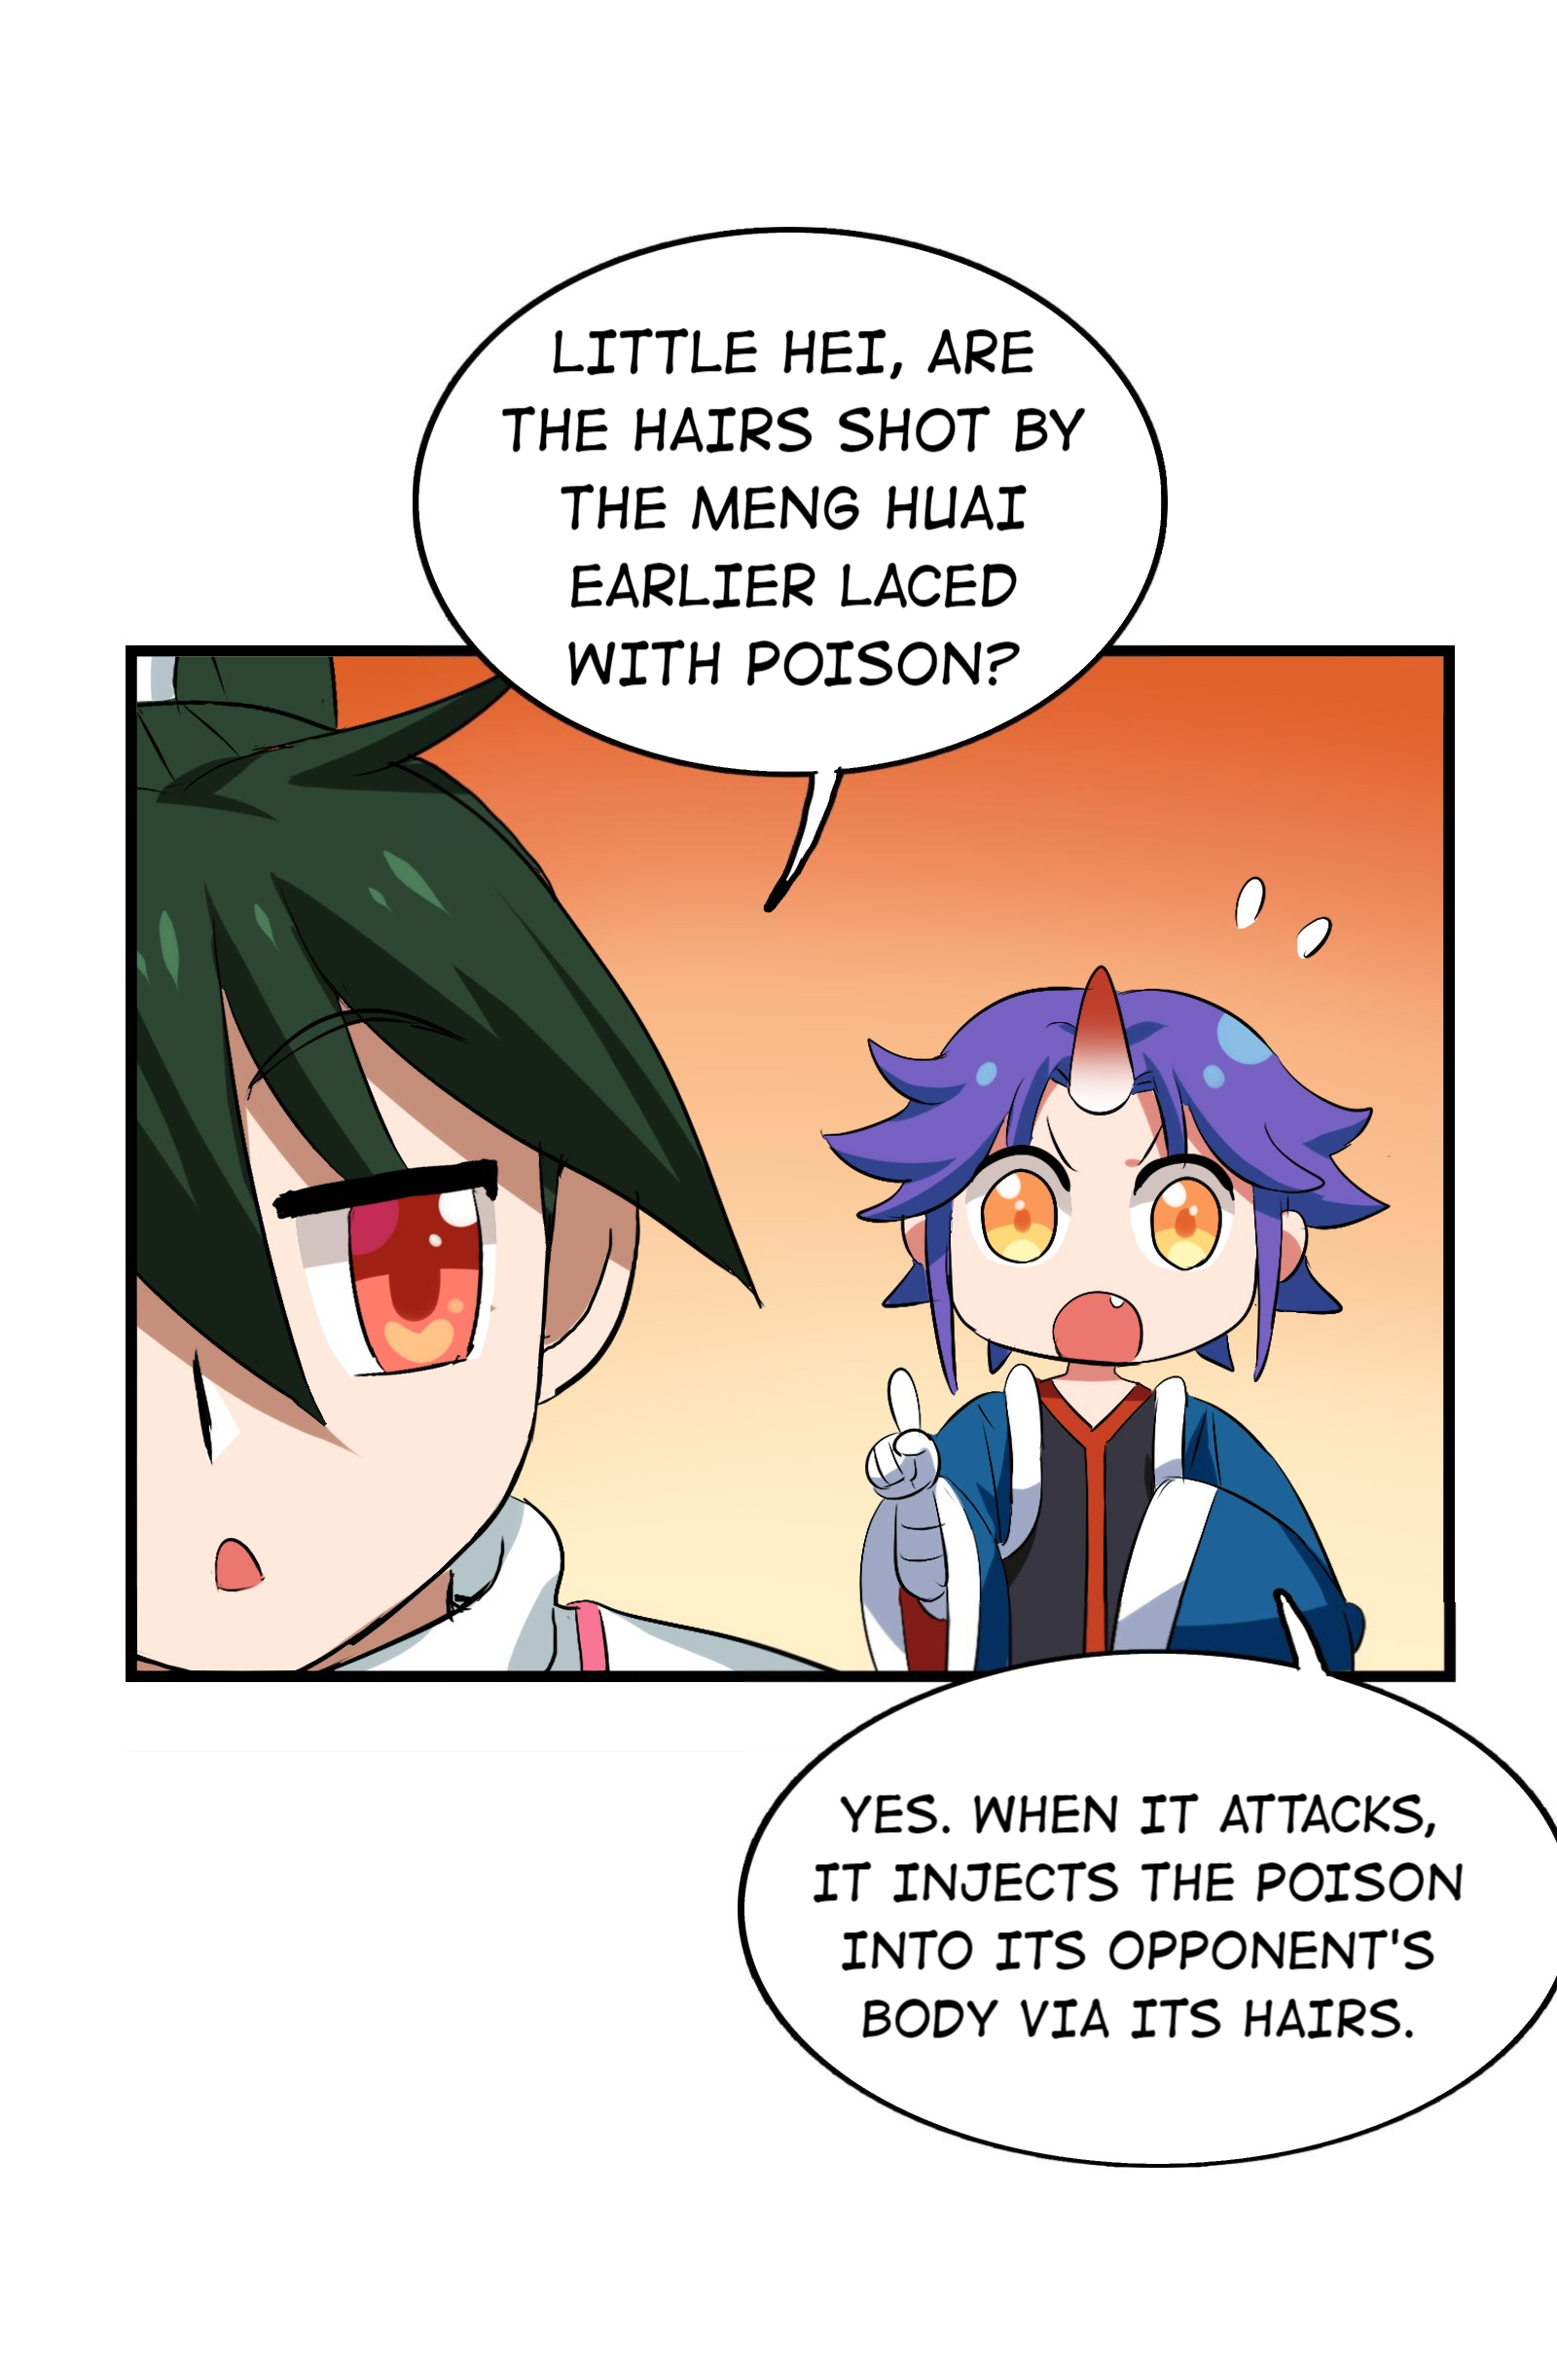 LITTLE HEI, ARE
THE HAIRS SHOT BY
THE MENG HUAI
EARLIER LACED
WITH POISON?
YES. WHEN IT ATTACKS,
IT INJECTS THE POISON
INTO ITS OPPONENT'S
BODY VIA ITS HAIRS.